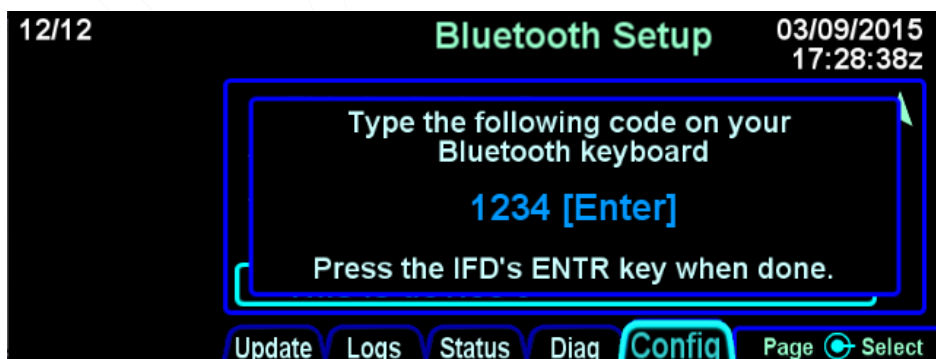 12/12
Bluetooth Setup
03/09/2015
17:28:38z
Type the following code on your
Bluetooth keyboard
1234 [Enter]
Press the IFD's ENTR key when done.
Update
Logs
Status
Diag
Config
Page
Select